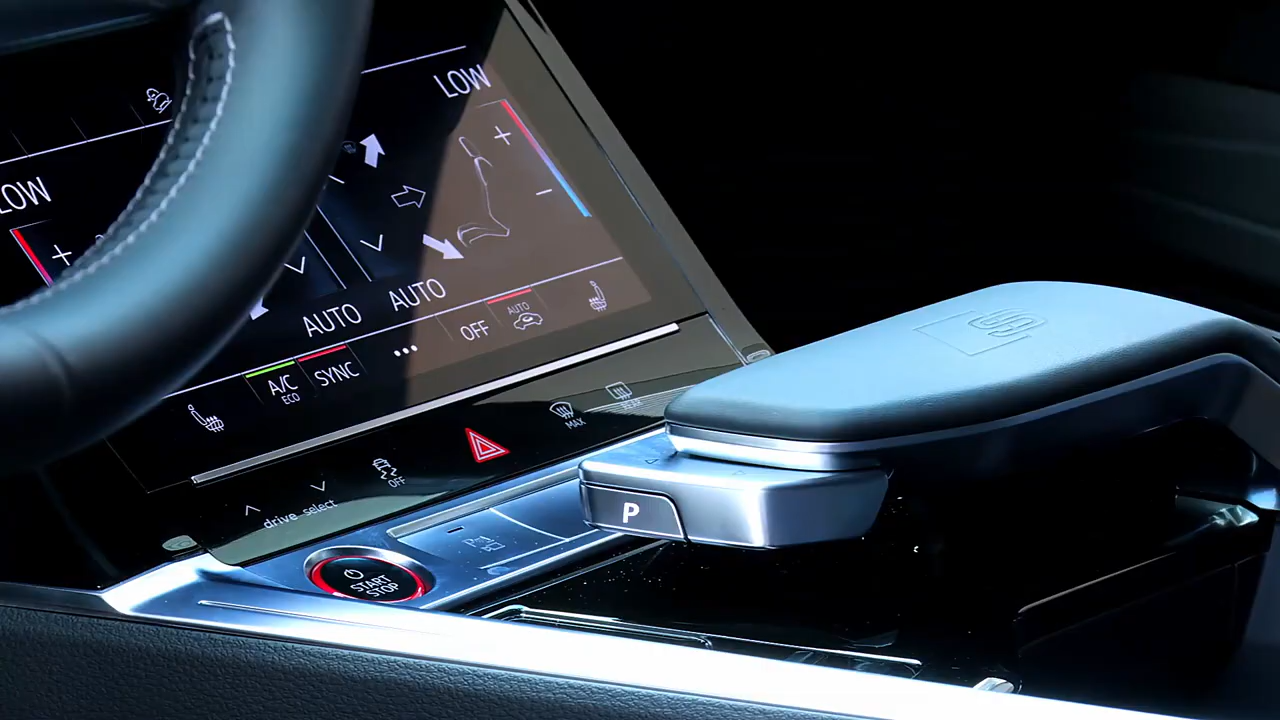 LOW
LOW
AUTO
AUTO
A/C
ECO
SYNC
•••
OFF
AUTO
MAX
OFF
drive select
P
START
STOP